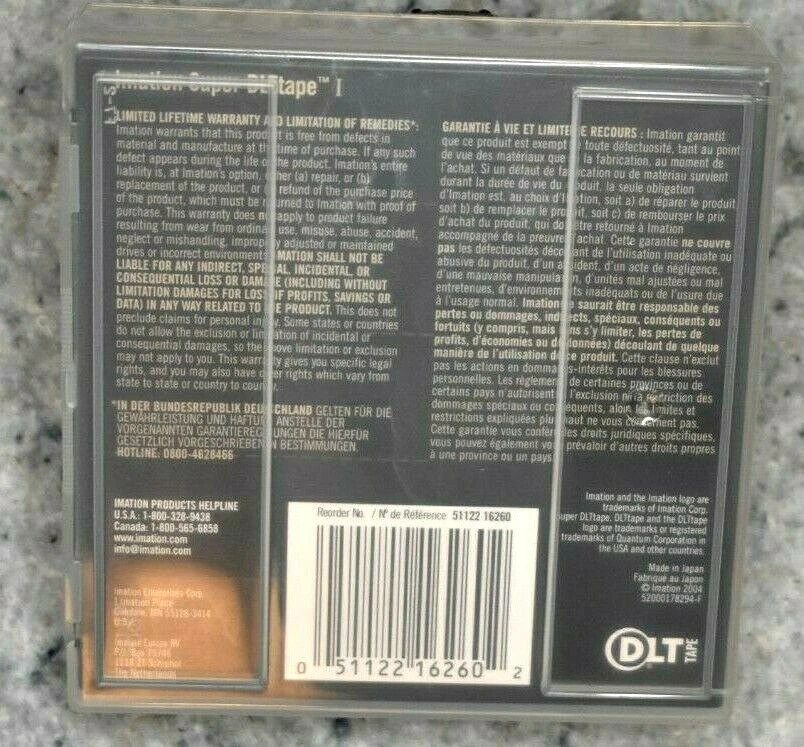 Imation Super DLTtape™ I
LIMITED LIFETIME WARRANTY AND LIMITATION OF REMEDIES*:
Imation warrants that this product is free from defects in
material and manufacture at the time of purchase. If any such
defect appears during the life of the product, Imation's entire
liability is, at Imation's option, either (a) repair, or (b)
replacement of the product, or (c) refund of the purchase price
of the product, which must be returned to Imation with proof of
purchase. This warranty does not apply to product failure
resulting from wear from ordinary use, misuse, abuse, accident,
neglect or mishandling, improperly adjusted or maintained
drives or incorrect environments. IMATION SHALL NOT BE
LIABLE FOR ANY INDIRECT, SPECIAL, INCIDENTAL, OR
CONSEQUENTIAL LOSS OR DAMAGE (INCLUDING WITHOUT
LIMITATION DAMAGES FOR LOSS OF PROFITS, SAVINGS OR
DATA) IN ANY WAY RELATED TO THE PRODUCT. This does not
preclude claims for personal injury. Some states or countries
do not allow the exclusion or limitation of incidental or
consequential damages, so the above limitation or exclusion
may not apply to you. This warranty gives you specific legal
rights, and you may also have other rights which vary from
state to state or country to country.
*IN DER BUNDESREPUBLIK DEUTSCHLAND GELTEN FÜR DIE
GEWÄHRLEISTUNG UND HAFTUNG ANSTELLE DER
VORGENANNTEN GARANTIEREGELUNGEN DIE HIERFÜR
GESETZLICH VORGESCHRIEBENEN BESTIMMUNGEN.
HOTLINE: 0800-4628466
GARANTIE À VIE ET LIMITE DE RECOURS : Imation garantit
que ce produit est exempt de toute défectuosité, tant au point
de vue des matériaux que de la fabrication, au moment de
l'achat. Si un défaut de fabrication ou de matériau survient
durant la durée de vie du produit, la seule obligation
d'Imation est, au choix d'Imation, soit a) de réparer le produit
soit b) de remplacer le produit, soit c) de rembourser le prix
d'achat du produit, qui doit être retourné à Imation
accompagné de la preuvre d'achat. Cette garantie ne couvre
pas les défectuosités découlant de l'utilisation inadéquate ou
abusive du produit, d'un accident, d'un acte de négligence,
d'une mauvaise manipulation, d'unités mal ajustées ou mal
entretenues, d'environnements inadéquats ou de l'usure due
à l'usage normal. Imation ne saurait être responsable des
pertes ou dommages, indirects, spéciaux, conséquents ou
fortuits (y compris, mais sans s'y limiter, les pertes de
profits, d'économies ou de données) découlant de quelque
manière de l'utilisation de ce produit. Cette clause n'exclut
pas les actions en dommages-intérêts pour les blessures
personnelles. Les règlements de certaines provinces ou de
certains pays n'autorisent pas l'exclusion ni la restriction des
dommages spéciaux ou conséquents, alors les limites et
restrictions expliquées plus haut ne vous concernent pas.
Cette garantie vous confère des droits juridiques spécifiques,
vous pouvez également vous prévaloir d'autres droits propres
à une province ou un pays
IMATION PRODUCTS HELPLINE
U.S.A.: 1-800-328-9438
Canada: 1-800-565-6858
www.imation.com
info@imation.com
Imation Enterprises Corp.
1 Imation Place
Oakdale, MN 55128-3414
U.S.A.
Imation Europe BV
P.O. Box 75746
1118 ZT Schiphol
The Netherlands
Reorder No. / Nº de Référence 51122 16260
0 51122 16260 2
Imation and the Imation logo are
trademarks of Imation Corp.
Super DLTtape, DLTtape and the DLTtape
logo are trademarks or registered
trademarks of Quantum Corporation in
the USA and other countries.
Made in Japan
Fabriqué au Japon
© Imation 2004
52000178294-F
DLT TAPE